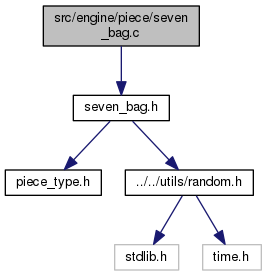 src/engine/piece/seven
_bag.c
seven_bag.h
piece_type.h
../../utils/random.h
stdlib.h
time.h